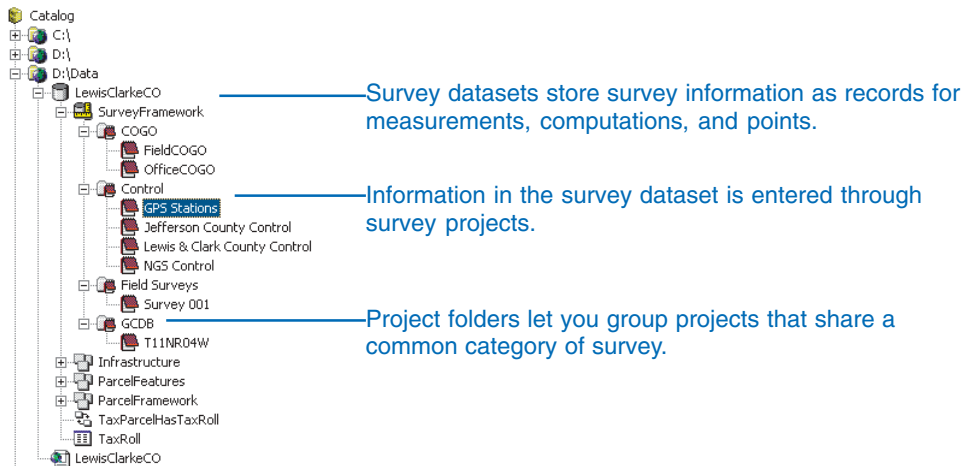 Catalog
C:\
D:\
D:\Data
LewisClarkeCO
Survey datasets store survey information as records for
measurements, computations, and points.
SurveyFramework
COGO
FieldCOGO
OfficeCOGO
Control
Information in the survey dataset is entered through
survey projects.
GPS Stations
Jefferson County Control
Lewis & Clark County Control
NGS Control
Field Surveys
Survey 001
GCDB
Project folders let you group projects that share a
common category of survey.
T11NR04W
Infrastructure
ParcelFeatures
ParcelFramework
TaxParcelHasTaxRoll
TaxRoll
LewisClarkeCO